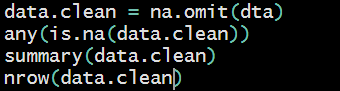 data.clean = na.omit(dta)
any(is.na(data.clean))
summary(data.clean)
nrow(data.clean)